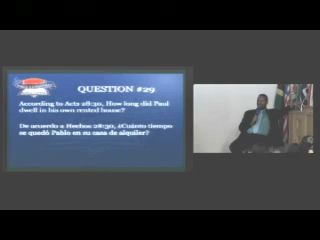 QUESTION #29
According to Acts 28:30, How long did Paul
dwell in his own rented house?
De acuerdo a Hechos 28:30, ¿Cuánto tiempo
se quedó Pablo en su casa de alquiler?